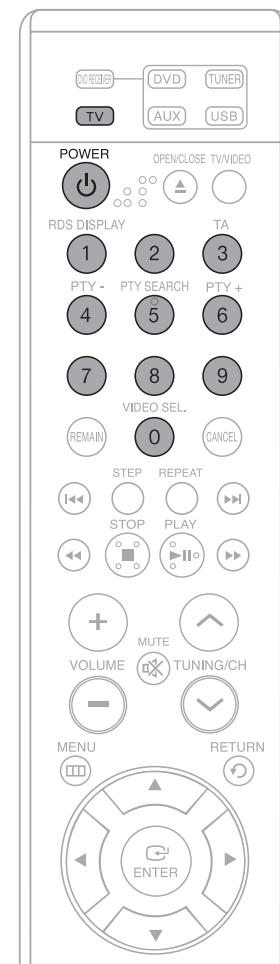 DVD RECEIVER DVD TUNER
TV AUX USB
POWER OPEN/CLOSE TV/VIDEO
RDS DISPLAY TA
1 2 3
PTY - PTY SEARCH PTY +
4 5 6
7 8 9
VIDEO SEL.
REMAIN 0 CANCEL
STEP REPEAT
STOP PLAY
MUTE
VOLUME TUNING/CH
MENU RETURN
ENTER